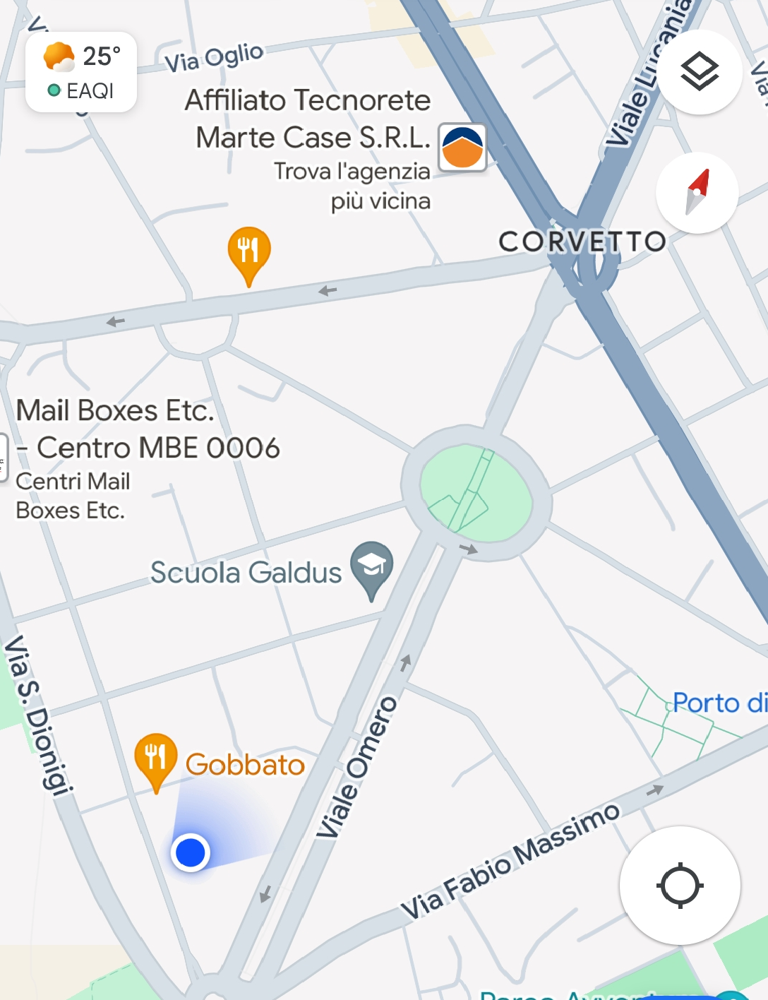 25°
EAQI
Via Oglio
Viale Lucania
Via
Affiliato Tecnorete
Marte Case S.R.L.
Trova l'agenzia
più vicina
CORVETTO
Mail Boxes Etc.
- Centro MBE 0006
Centri Mail
Boxes Etc.
Scuola Galdus
Via S. Dionigi
Viale Omero
Porto di
Gobbato
Via Fabio Massimo